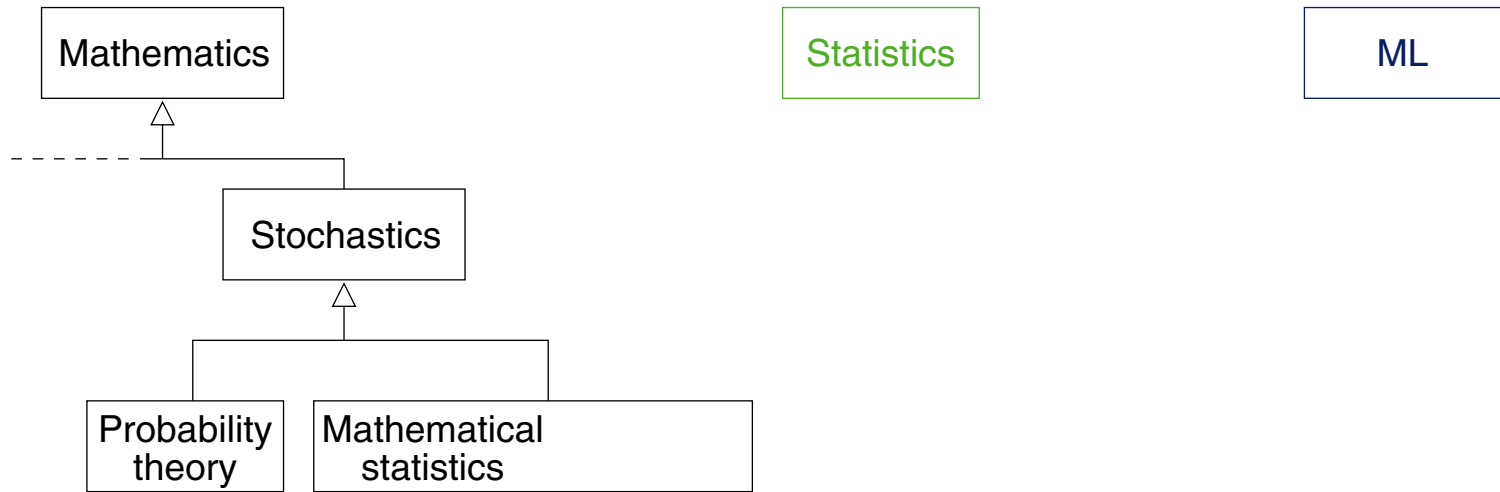 Mathematics
Statistics
ML
Stochastics
Probability
theory
Mathematical
statistics